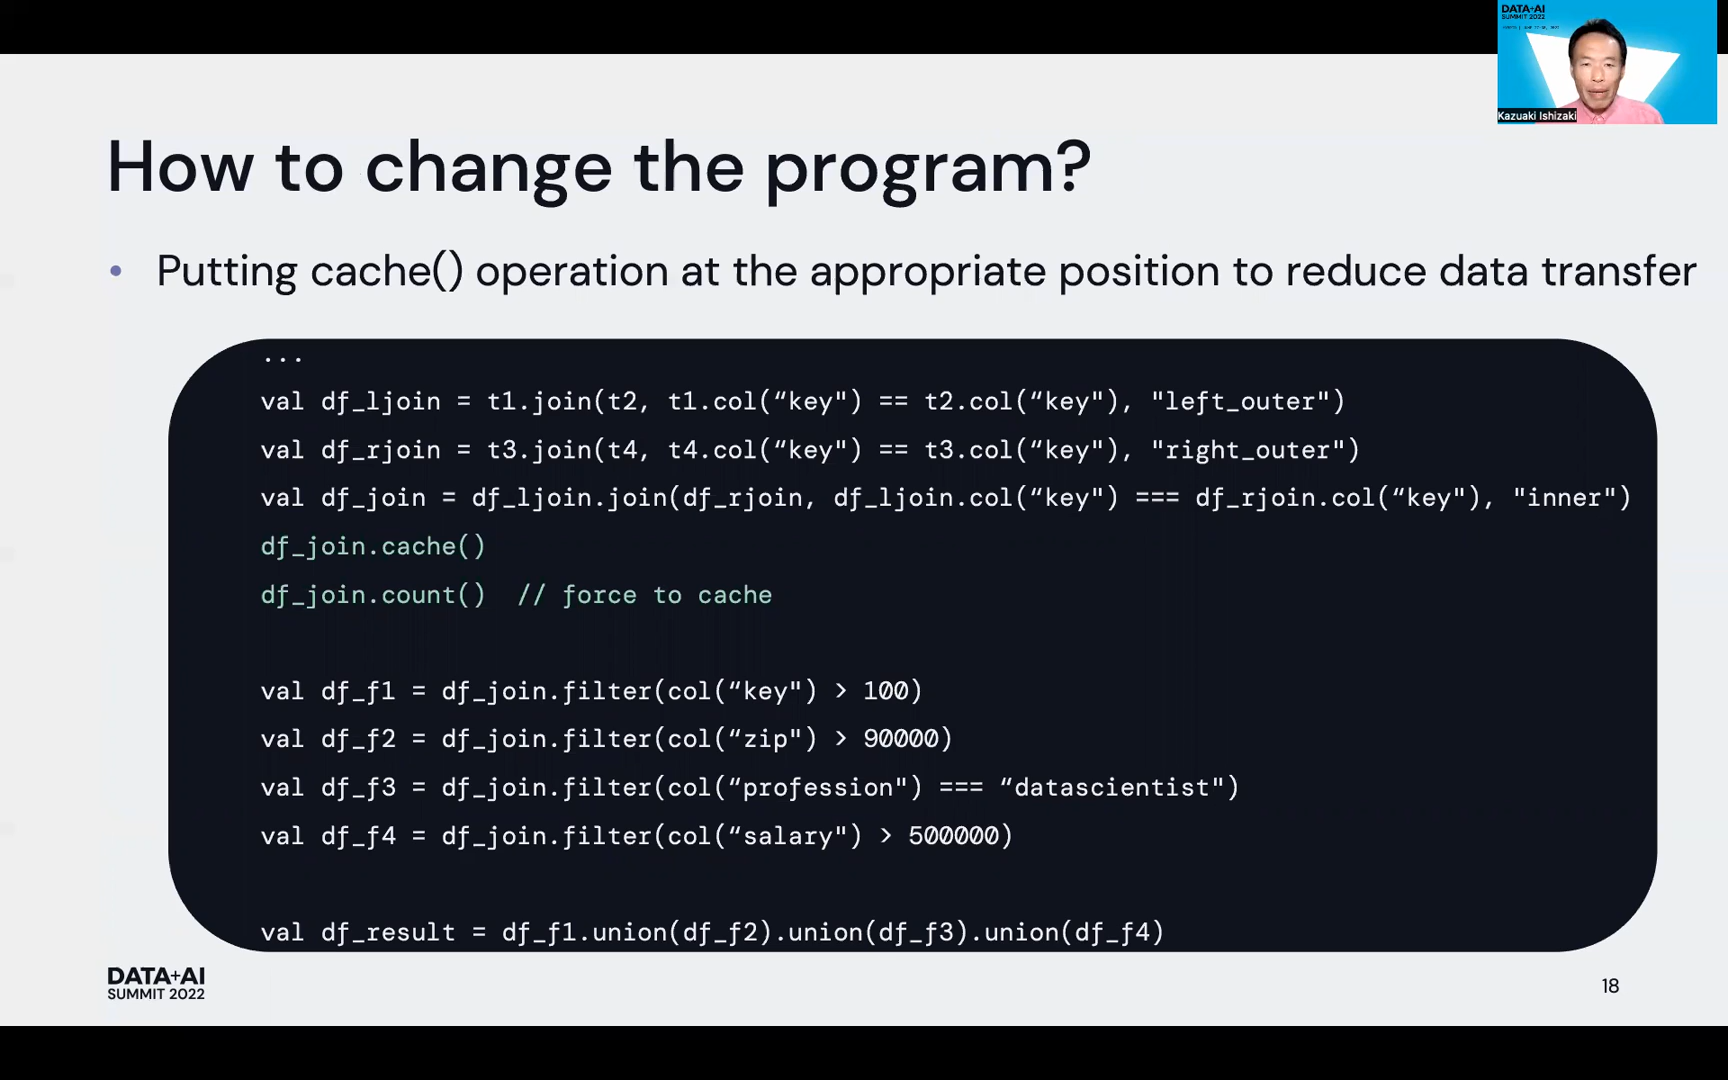 DATA+AI
SUMMIT 2022
Kazuaki Ishizaki
How to change the program?
• Putting cache() operation at the appropriate position to reduce data transfer
...
val df_ljoin = t1.join(t2, t1.col(“key") == t2.col(“key"), "left_outer")
val df_rjoin = t3.join(t4, t4.col(“key") == t3.col(“key"), "right_outer")
val df_join = df_ljoin.join(df_rjoin, df_ljoin.col(“key") === df_rjoin.col(“key"), "inner")
df_join.cache()
df_join.count()  // force to cache
val df_f1 = df_join.filter(col(“key") > 100)
val df_f2 = df_join.filter(col(“zip") > 90000)
val df_f3 = df_join.filter(col(“profession") === “datascientist")
val df_f4 = df_join.filter(col(“salary") > 500000)
val df_result = df_f1.union(df_f2).union(df_f3).union(df_f4)
DATA+AI
SUMMIT 2022
18